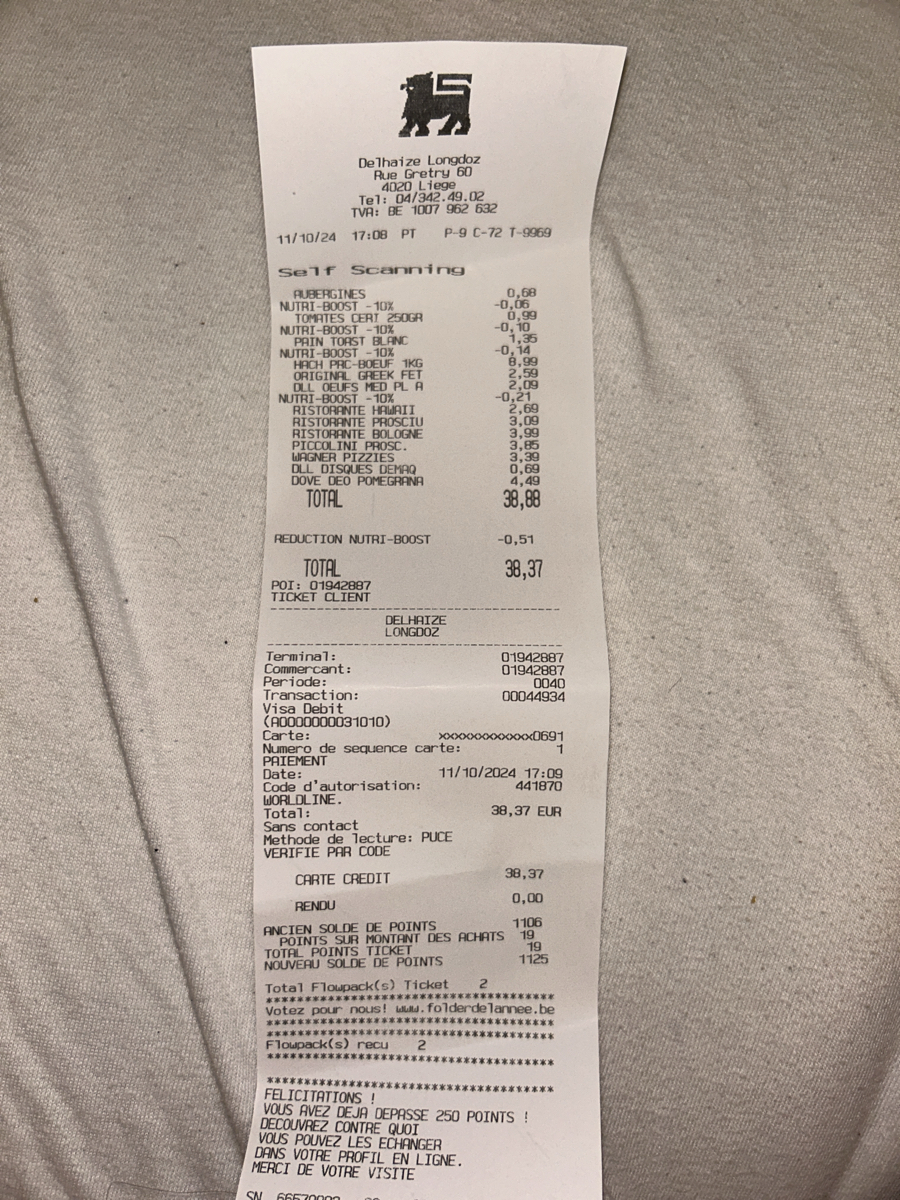 Delhaize Longdoz
Rue Gretry 60
4020 Liege
Tel: 04/342.49.02
TVA: BE 1007 962 632
11/10/24 17:08 PT P-9 C-72 T-9969
Self Scanning
AUBERGINES 0,68
NUTRI-BOOST -10% -0,06
TOMATES CERT 250GR 0,99
NUTRI-BOOST -10% -0,10
PAIN TOAST BLANC 1,35
NUTRI-BOOST -10% -0,14
HACH PRC-BOEUF 1KG 8,99
ORIGINAL GREEK FET 2,59
DLL OEUFS MED PL A 2,09
NUTRI-BOOST -10% -0,21
RISTORANTE HAWAII 2,69
RISTORANTE PROSCIU 3,09
RISTORANTE BOLOGNE 3,99
PICCOLINI PROSC. 3,85
WAGNER PIZZIES 3,39
DLL DISQUES DEMAQ 0,69
DOVE DEO POMEGRANA 4,49
TOTAL 38,88
REDUCTION NUTRI-BOOST -0,51
TOTAL 38,37
POI: 01942887
TICKET CLIENT
DELHAIZE
LONGDOZ
Terminal: 01942887
Commercant: 01942887
Periode: 0040
Transaction: 00044934
Visa Debit
(A0000000031010)
Carte: xxxxxxxxxxxxx0691
Numero de sequence carte: 1
PAIEMENT
Date: 11/10/2024 17:09
Code d'autorisation: 441870
WORLDLINE.
Total: 38,37 EUR
Sans contact
Methode de lecture: PUCE
VERIFIE PAR CODE
CARTE CREDIT 38,37
RENDU 0,00
ANCIEN SOLDE DE POINTS 1106
POINTS SUR MONTANT DES ACHATS 19
TOTAL POINTS TICKET 19
NOUVEAU SOLDE DE POINTS 1125
Total Flowpack(s) Ticket 2
****************************************
Votez pour nous! www.folderdelannee.be
****************************************
****************************************
Flowpack(s) recu 2
****************************************
****************************************
FELICITATIONS !
VOUS AVEZ DEJA DEPASSE 250 POINTS !
DECOUVREZ CONTRE QUOI
VOUS POUVEZ LES ECHANGER
DANS VOTRE PROFIL EN LIGNE.
MERCI DE VOTRE VISITE